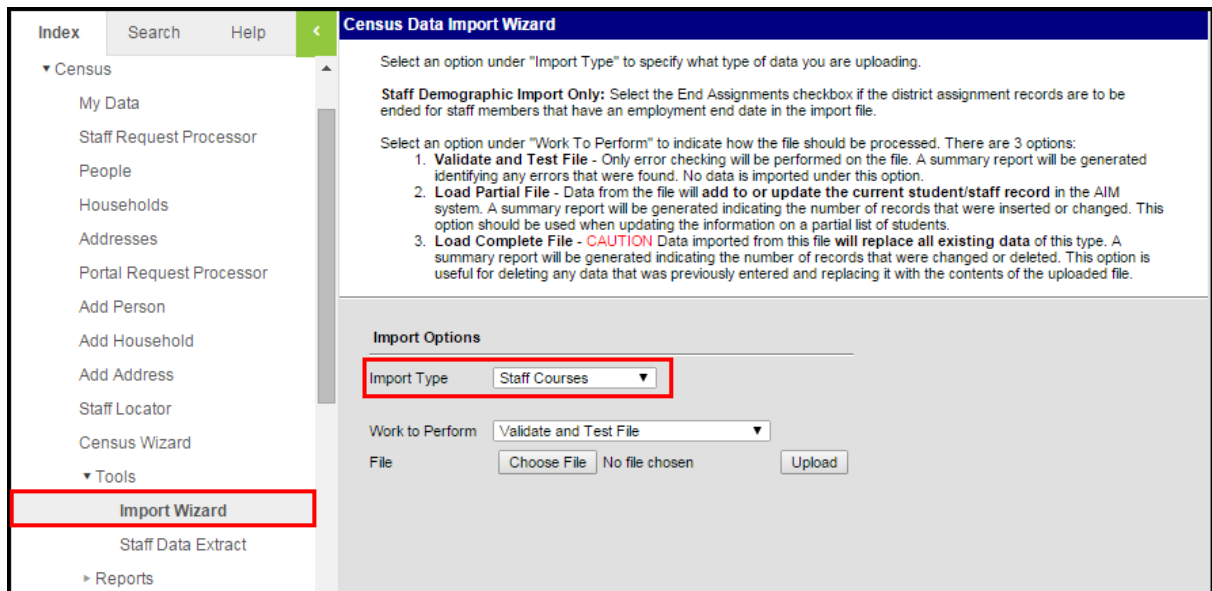 Index Search Help <
Census
My Data
Staff Request Processor
People
Households
Addresses
Portal Request Processor
Add Person
Add Household
Add Address
Staff Locator
Census Wizard
Tools
Import Wizard
Staff Data Extract
Reports
Census Data Import Wizard
Select an option under "Import Type" to specify what type of data you are uploading.
Staff Demographic Import Only: Select the End Assignments checkbox if the district assignment records are to be
ended for staff members that have an employment end date in the import file.
Select an option under "Work To Perform" to indicate how the file should be processed. There are 3 options:
1. Validate and Test File - Only error checking will be performed on the file. A summary report will be generated
identifying any errors that were found. No data is imported under this option.
2. Load Partial File - Data from the file will add to or update the current student/staff record in the AIM
system. A summary report will be generated indicating the number of records that were inserted or changed. This
option should be used when updating the information on a partial list of students.
3. Load Complete File - CAUTION Data imported from this file will replace all existing data of this type. A
summary report will be generated indicating the number of records that were changed or deleted. This option is
useful for deleting any data that was previously entered and replacing it with the contents of the uploaded file.
Import Options
Import Type Staff Courses
Work to Perform Validate and Test File
File Choose File No file chosen Upload